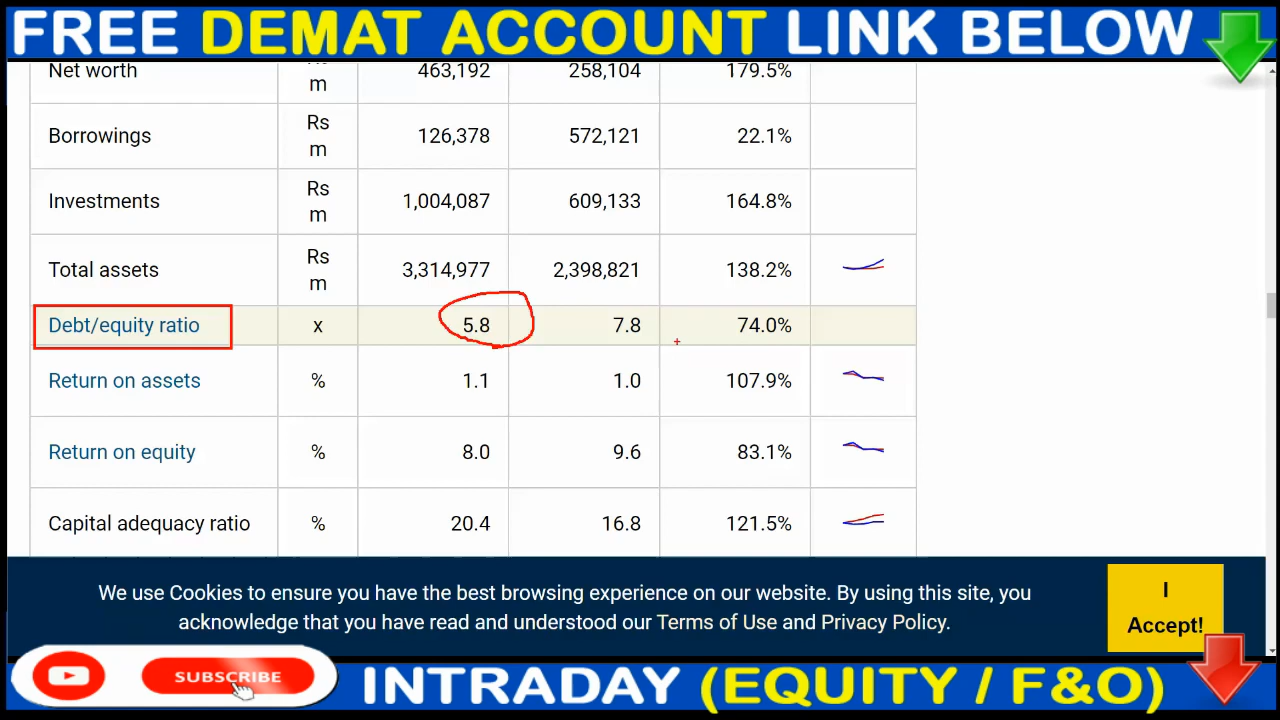 FREE DEMAT ACCOUNT LINK BELOW
Net worth Rs m 463,192 258,104 179.5%
Borrowings Rs m 126,378 572,121 22.1%
Investments Rs m 1,004,087 609,133 164.8%
Total assets Rs m 3,314,977 2,398,821 138.2%
Debt/equity ratio x 5.8 7.8 74.0%
Return on assets % 1.1 1.0 107.9%
Return on equity % 8.0 9.6 83.1%
Capital adequacy ratio % 20.4 16.8 121.5%
We use Cookies to ensure you have the best browsing experience on our website. By using this site, you
acknowledge that you have read and understood our Terms of Use and Privacy Policy.
I
Accept!
SUBSCRIBE
INTRADAY (EQUITY / F&O)